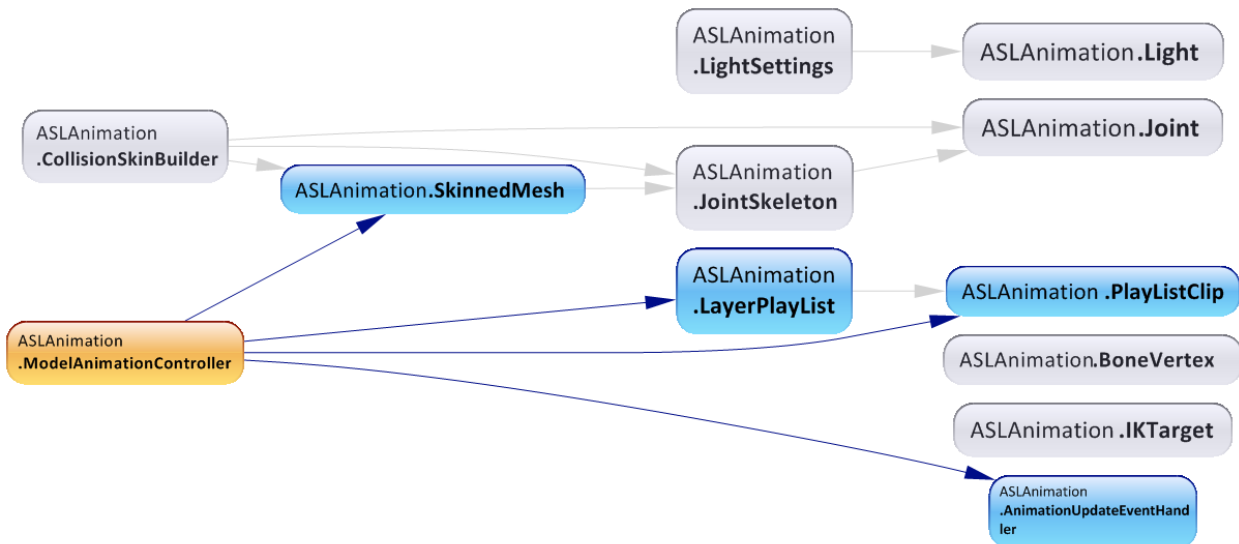 ASLAnimation
.LightSettings
ASLAnimation.Light
ASLAnimation
.CollisionSkinBuilder
ASLAnimation.Joint
ASLAnimation.SkinnedMesh
ASLAnimation
.JointSkeleton
ASLAnimation
.LayerPlayList
ASLAnimation .PlayListClip
ASLAnimation
.ModelAnimationController
ASLAnimation.BoneVertex
ASLAnimation .IKTarget
ASLAnimation
.AnimationUpdateEventHand
ler